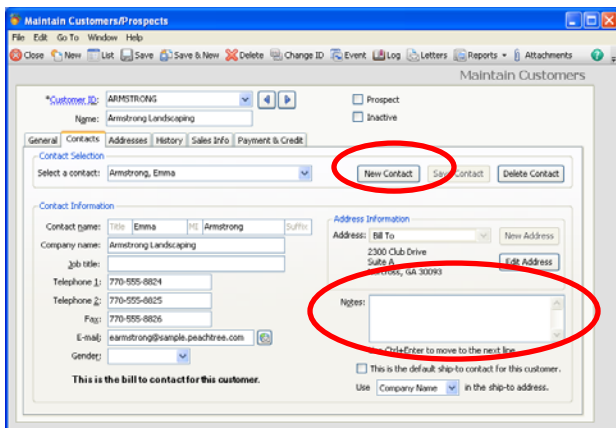 Maintain Customers/Prospects
File Edit Go To Window Help
Close New List Save Save & New Delete Change ID Event Log Letters Reports Attachments
Maintain Customers
*Customer ID: ARMSTRONG Prospect
Name: Armstrong Landscaping Inactive
General Contacts Addresses History Sales Info Payment & Credit
Contact Selection
Select a contact: Armstrong, Emma New Contact Save Contact Delete Contact
Contact Information
Address Information
Contact name: Title Emma MI Armstrong Suffix
Address: Bill To New Address
Company name: Armstrong Landscaping
2300 Club Drive
Job title:
Suite A Edit Address
Telephone 1: 770-555-8824
GA 30093
Telephone 2: 770-555-8825
Notes:
Fax: 770-555-8826
E-mail: earmstrong@sample.peachtree.com
Ctrl+Enter to move to the next line
Gender:
This is the default ship-to contact for this customer.
This is the bill to contact for this customer.
Use Company Name in the ship-to address.